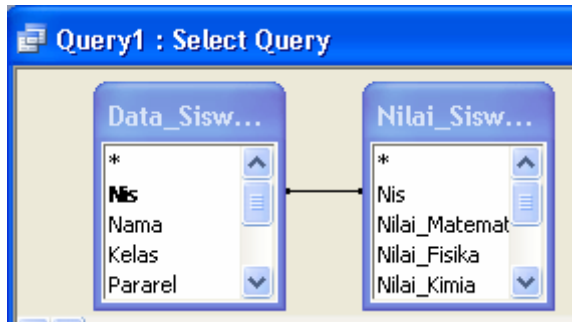 Query1 : Select Query
Data_Sisw...
*
Nis
Nama
Kelas
Pararel
Nilai_Sisw...
*
Nis
Nilai_Matemat
Nilai_Fisika
Nilai_Kimia